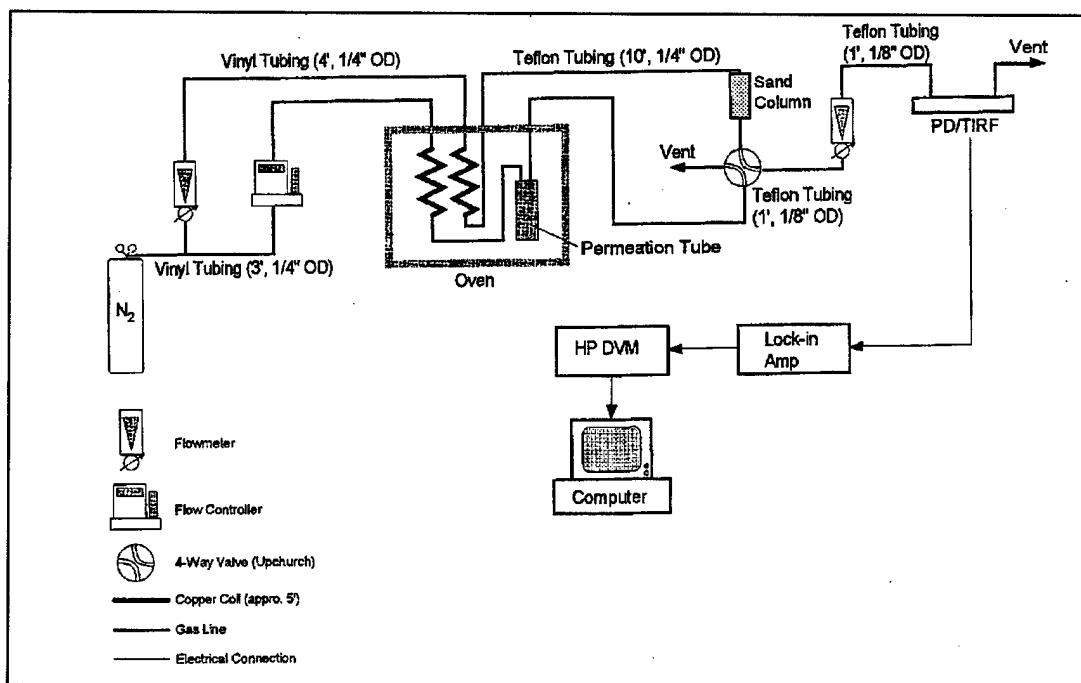 Teflon Tubing
(1', 1/8" OD)
Vent
Vinyl Tubing (4', 1/4" OD)
Teflon Tubing (10', 1/4" OD)
Sand
Column
PD/TIRF
Vent
Teflon Tubing
(1', 1/8" OD)
Permeation Tube
Vinyl Tubing (3', 1/4" OD)
Oven
N2
HP DVM
Lock-in
Amp
Computer
Flowmeter
Flow Controller
4-Way Valve (Upchurch)
Copper Coil (appro. 5')
Gas Line
Electrical Connection